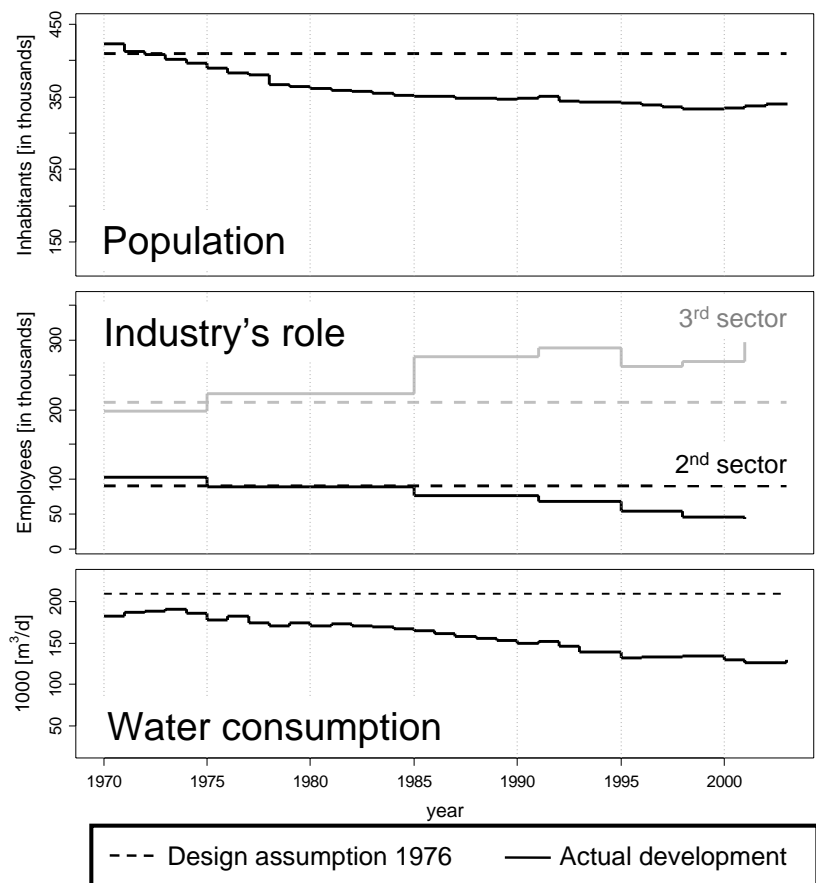 Inhabitants [in thousands]
450
350
250
150
Population
Employees [in thousands]
300
200
100
50
0
Industry's role
3rd sector
2nd sector
1000 [m³/d]
200
150
100
50
Water consumption
1970 1975 1980 1985 1990 1995 2000
year
Design assumption 1976 Actual development